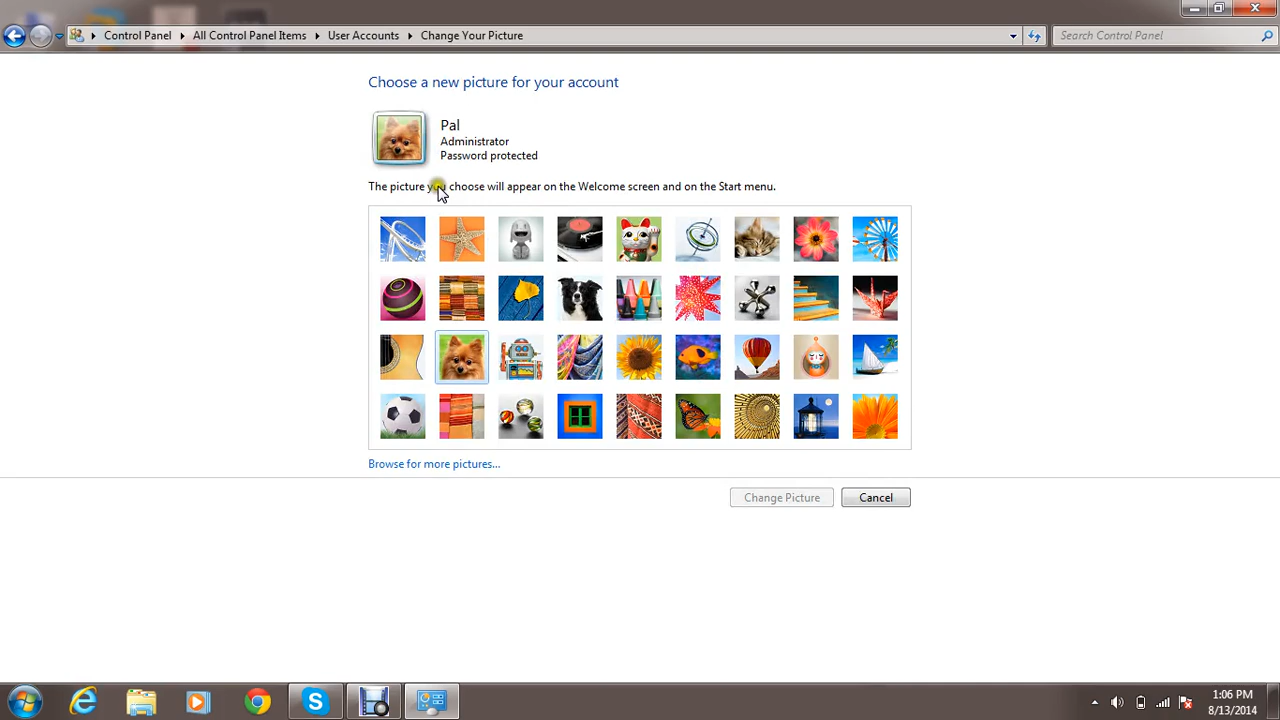 Control Panel All Control Panel Items User Accounts Change Your Picture Search Control Panel
Choose a new picture for your account
Pal
Administrator
Password protected
The picture you choose will appear on the Welcome screen and on the Start menu.
Browse for more pictures...
Change Picture Cancel
1:06 PM
8/13/2014